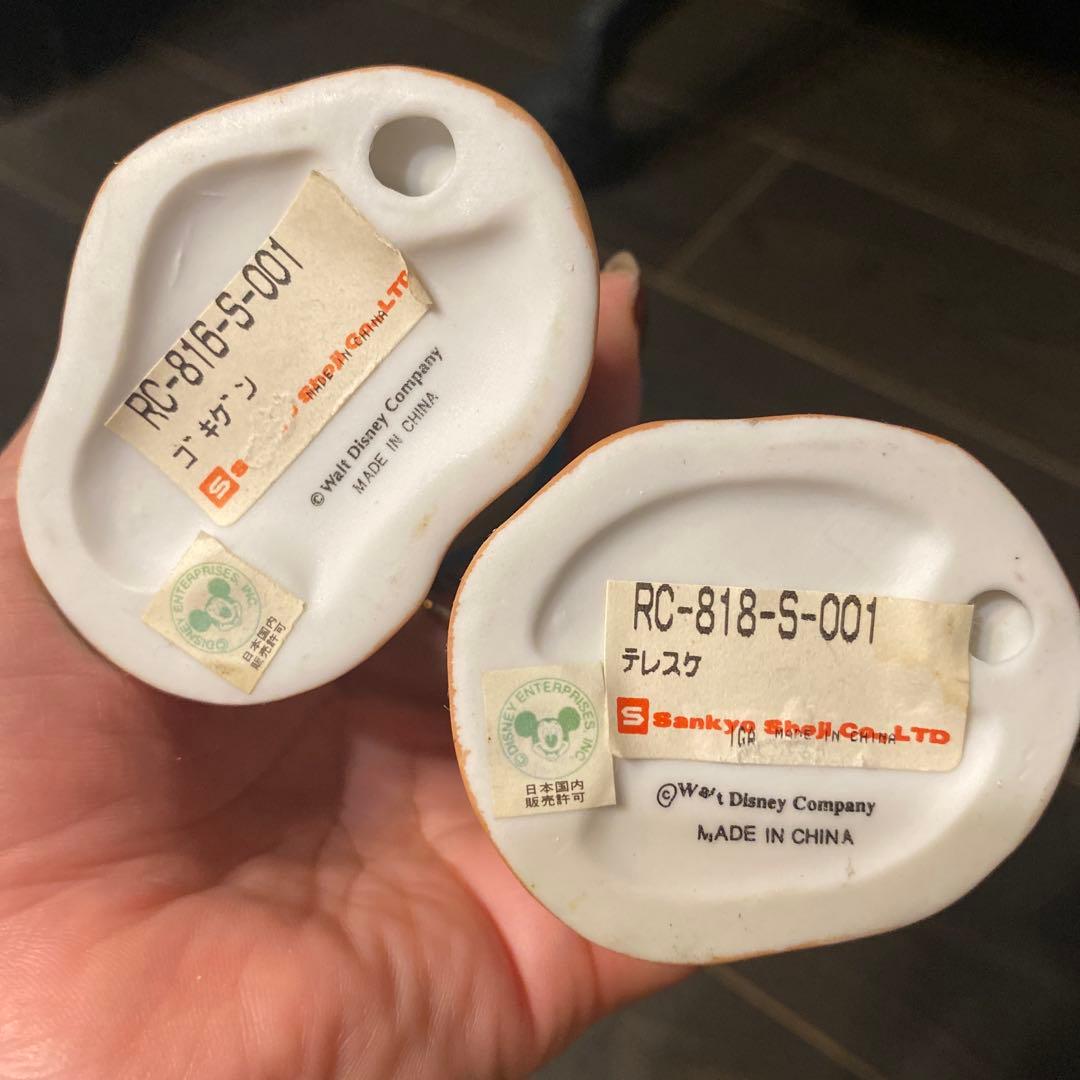 RC-816-S-001
ゴキゲン
S Sa Shoji Co.,LTD
MADE IN CHINA
©Walt Disney Company
MADE IN CHINA
©DISNEY ENTERPRISES, INC
日本国内
販売許可
RC-818-S-001
テレスケ
S Sankyo Shoji Co.,LTD
MADE IN CHINA
©DISNEY ENTERPRISES, INC
日本国内
販売許可
©Walt Disney Company
MADE IN CHINA